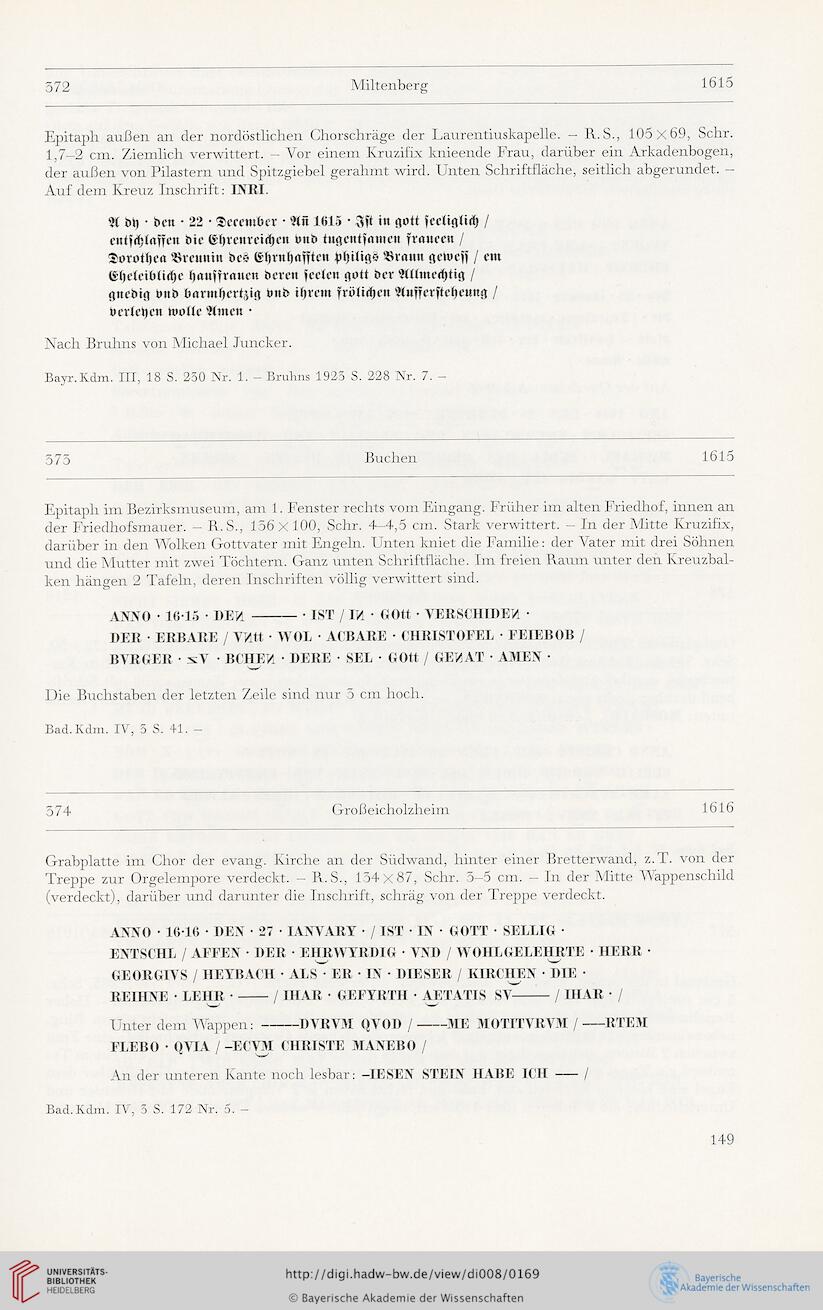 372 Miltenberg 1615
Epitaph außen an der nordöstlichen Chorschräge der Laurentiuskapelle. – R.S., 105×69, Schr.
1,7–2 cm. Ziemlich verwittert. – Vor einem Kruzifix knieende Frau, darüber ein Arkadenbogen,
der außen von Pilastern und Spitzgiebel gerahmt wird. Unten Schriftfläche, seitlich abgerundet. –
Auf dem Kreuz Inschrift: INRI.
A dy · den · 22 · December · Añ 1615 · Ist in gott seeliglich /
entschlaffen die Ehrenreichen vnd tugentsamen frauen /
Dorothea Breunin des Ehrnhafften philigs Braun gewess / em
Eheleibliche haussfrauen deren seelen gott der Allmechtig /
gnedig vnd barmhertzig vnd ihrem frölichen Auffersteheung /
verleyen wolle Amen ·
Nach Bruhns von Michael Juncker.
Bayr. Kdm. III, 18 S. 230 Nr. 1. – Bruhns 1923 S. 228 Nr. 7. –
373 Buchen 1615
Epitaph im Bezirksmuseum, am 1. Fenster rechts vom Eingang. Früher im alten Friedhof, innen an
der Friedhofsmauer. – R.S., 136×100, Schr. 4–4,5 cm. Stark verwittert. – In der Mitte Kruzifix,
darüber in den Wolken Gottvater mit Engeln. Unten kniet die Familie: der Vater mit drei Söhnen
und die Mutter mit zwei Töchtern. Ganz unten Schriftfläche. Im freien Raum unter den Kreuzbal-
ken hängen 2 Tafeln, deren Inschriften völlig verwittert sind.
ANNO · 16·15 · DEN —— · IST / IN · GOtt · VERSCHIDEN ·
DER · ERBARE / VNtt · WOL · ACBARE · CHRISTOFEL · FEIEBOB /
BVRGER · xV · BCHEN · DERE · SEL · GOtt / GENAT · AMEN ·
Die Buchstaben der letzten Zeile sind nur 3 cm hoch.
Bad. Kdm. IV, 3 S. 41. –
374 Großeicholzheim 1616
Grabplatte im Chor der evang. Kirche an der Südwand, hinter einer Bretterwand, z.T. von der
Treppe zur Orgelempore verdeckt. – R.S., 134×87, Schr. 3–5 cm. – In der Mitte Wappenschild
(verdeckt), darüber und darunter die Inschrift, schräg von der Treppe verdeckt.
ANNO · 16·16 · DEN · 27 · IANVARY · / IST · IN · GOTT · SELLIG ·
ENTSCHL / AFFEN · DER · EHRWYRDIG · VND / WOHLGELEHRTE · HERR ·
GEORGIVS / HEYBACH · ALS · ER · IN · DIESER / KIRCHEN · DIE ·
REIHNE · LEHR · —— / IHAR · GEFYRTH · AETATIS SV—— / IHAR · /
Unter dem Wappen: ——DVRVM QVOD / ——ME MOTITVRVM / ——RTEM
FLEBO · QVIA / –ECVM CHRISTE MANEBO /
An der unteren Kante noch lesbar: –IESEN STEIN HABE ICH —— /
Bad. Kdm. IV, 3 S. 172 Nr. 5. –
149
UNIVERSITÄTS-
BIBLIOTHEK
HEIDELBERG
http://digi.hadw-bw.de/view/di008/0169
© Bayerische Akademie der Wissenschaften
Bayerische
Akademie der Wissenschaften